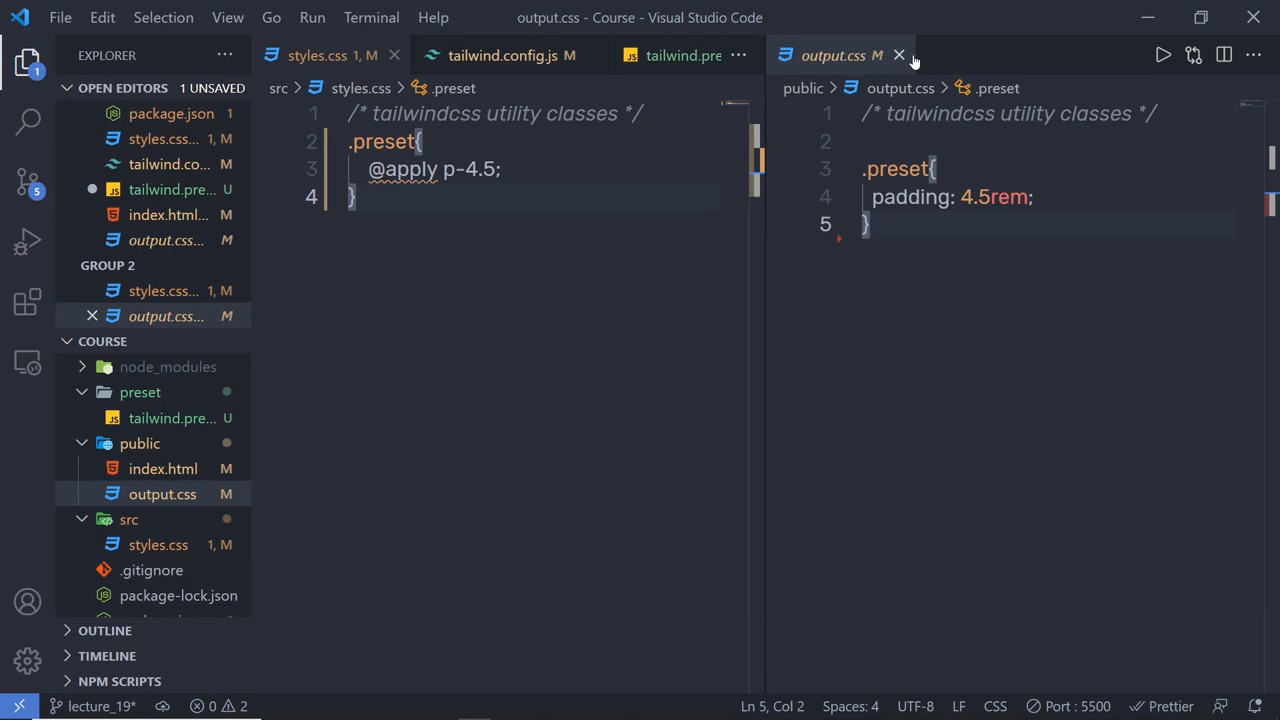 File Edit Selection View Go Run Terminal Help output.css - Course - Visual Studio Code
EXPLORER ···
OPEN EDITORS 1 UNSAVED
package.json 1
styles.css... 1, M
tailwind.co... M
tailwind.pre... U
index.html... M
output.css... M
GROUP 2
styles.css... 1, M
output.css... M
COURSE
node_modules
preset
tailwind.pre... U
public
index.html M
output.css M
src
styles.css 1, M
.gitignore
package-lock.json
OUTLINE
TIMELINE
NPM SCRIPTS
1
5
styles.css 1, M
tailwind.config.js M
tailwind.pre ···
src > styles.css > .preset
1 /* tailwindcss utility classes */
2 .preset{
3 @apply p-4.5;
4 }
output.css M
public > output.css > .preset
1 /* tailwindcss utility classes */
2
3 .preset{
4 padding: 4.5rem;
5 }
lecture_19* 0 2 Ln 5, Col 2 Spaces: 4 UTF-8 LF CSS Port : 5500 Prettier